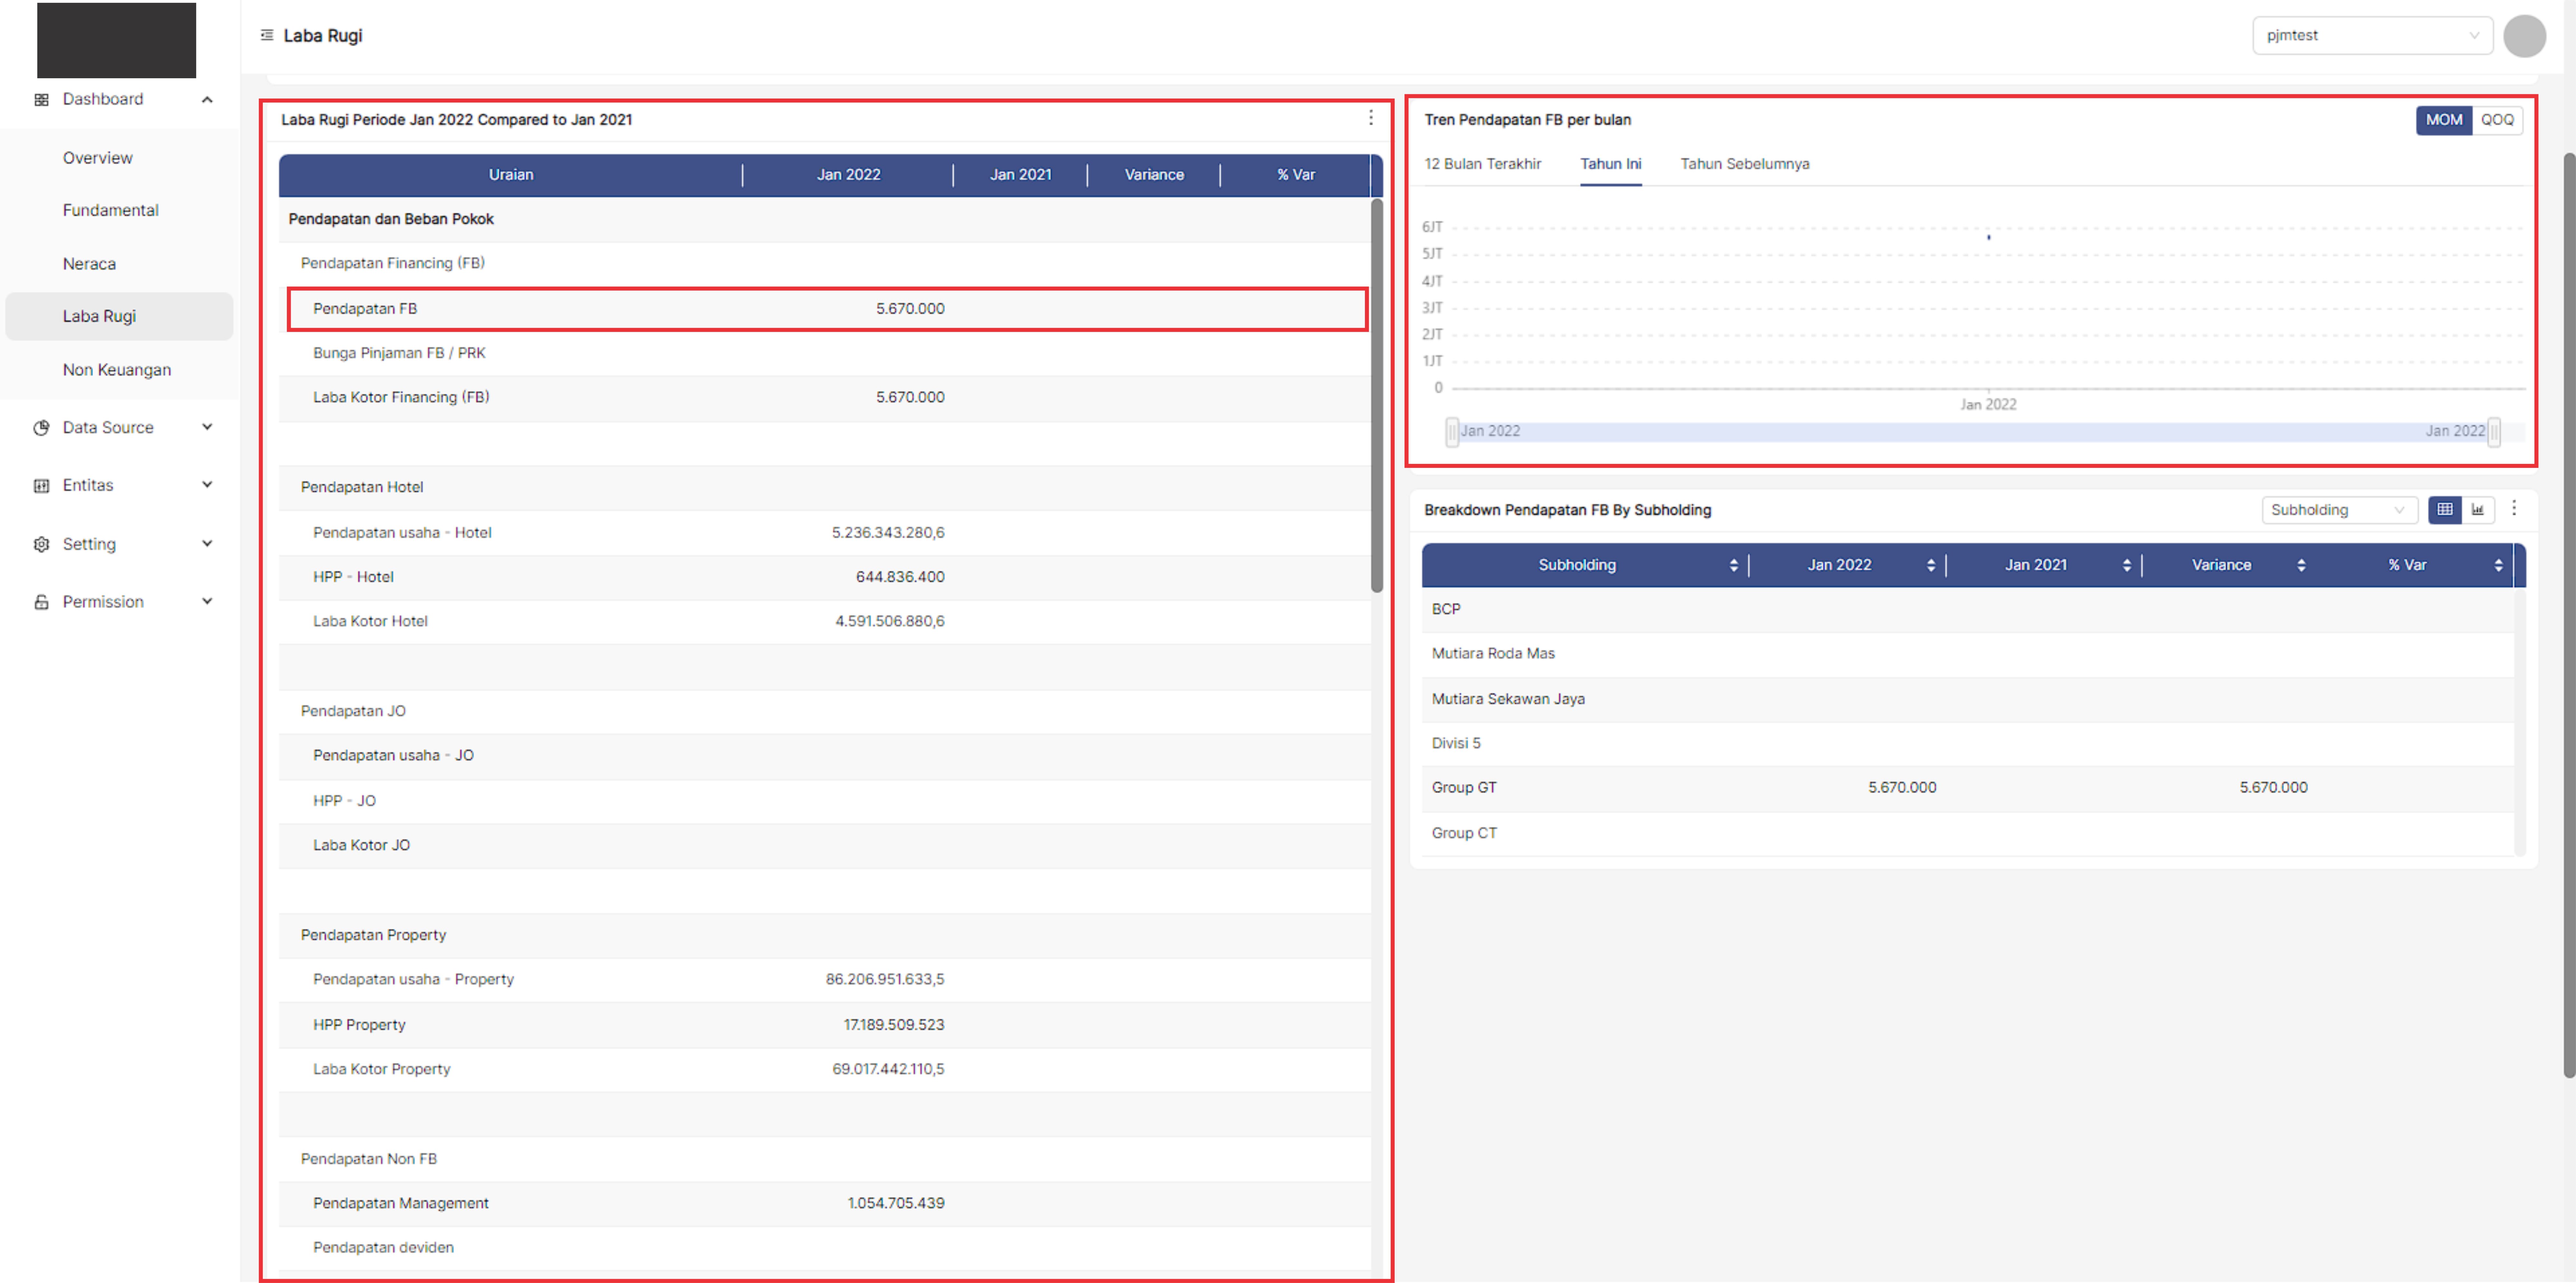 Laba Rugi
pjmtest
Dashboard
Overview
Fundamental
Neraca
Laba Rugi
Non Keuangan
Data Source
Entitas
Setting
Permission
Laba Rugi Periode Jan 2022 Compared to Jan 2021
Uraian Jan 2022 Jan 2021 Variance % Var
Pendapatan dan Beban Pokok
Pendapatan Financing (FB)
Pendapatan FB 5.670.000
Bunga Pinjaman FB / PRK
Laba Kotor Financing (FB) 5.670.000
Pendapatan Hotel
Pendapatan usaha - Hotel 5.236.343.280,6
HPP - Hotel 644.836.400
Laba Kotor Hotel 4.591.506.880,6
Pendapatan JO
Pendapatan usaha - JO
HPP - JO
Laba Kotor JO
Pendapatan Property
Pendapatan usaha - Property 86.206.951.633,5
HPP Property 17.189.509.523
Laba Kotor Property 69.017.442.110,5
Pendapatan Non FB
Pendapatan Management 1.054.705.439
Pendapatan deviden
Tren Pendapatan FB per bulan
MOM QOQ
12 Bulan Terakhir Tahun Ini Tahun Sebelumnya
6JT
5JT
4JT
3JT
2JT
1JT
0
Jan 2022
Jan 2022 Jan 2022
Breakdown Pendapatan FB By Subholding
Subholding
Subholding Jan 2022 Jan 2021 Variance % Var
BCP
Mutiara Roda Mas
Mutiara Sekawan Jaya
Divisi 5
Group GT 5.670.000 5.670.000
Group CT